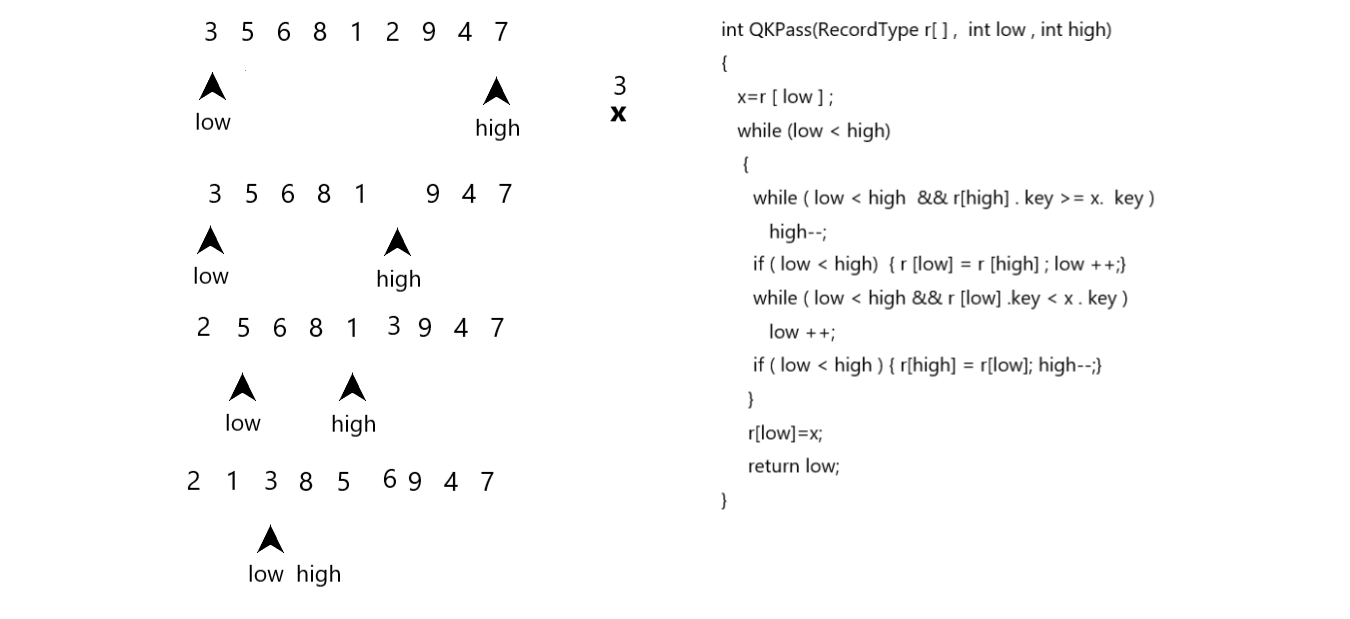 3 5 6 8 1 2 9 4 7
low high
3
x
3 5 6 8 1 9 4 7
low high
2 5 6 8 1 3 9 4 7
low high
2 1 3 8 5 6 9 4 7
low high
int QKPass(RecordType r[ ] , int low , int high)
{
x=r [ low ] ;
while (low < high)
{
while ( low < high && r[high] . key >= x. key )
high--;
if ( low < high) { r [low] = r [high] ; low ++;}
while ( low < high && r [low] .key < x . key )
low ++;
if ( low < high ) { r[high] = r[low]; high--;}
}
r[low]=x;
return low;
}